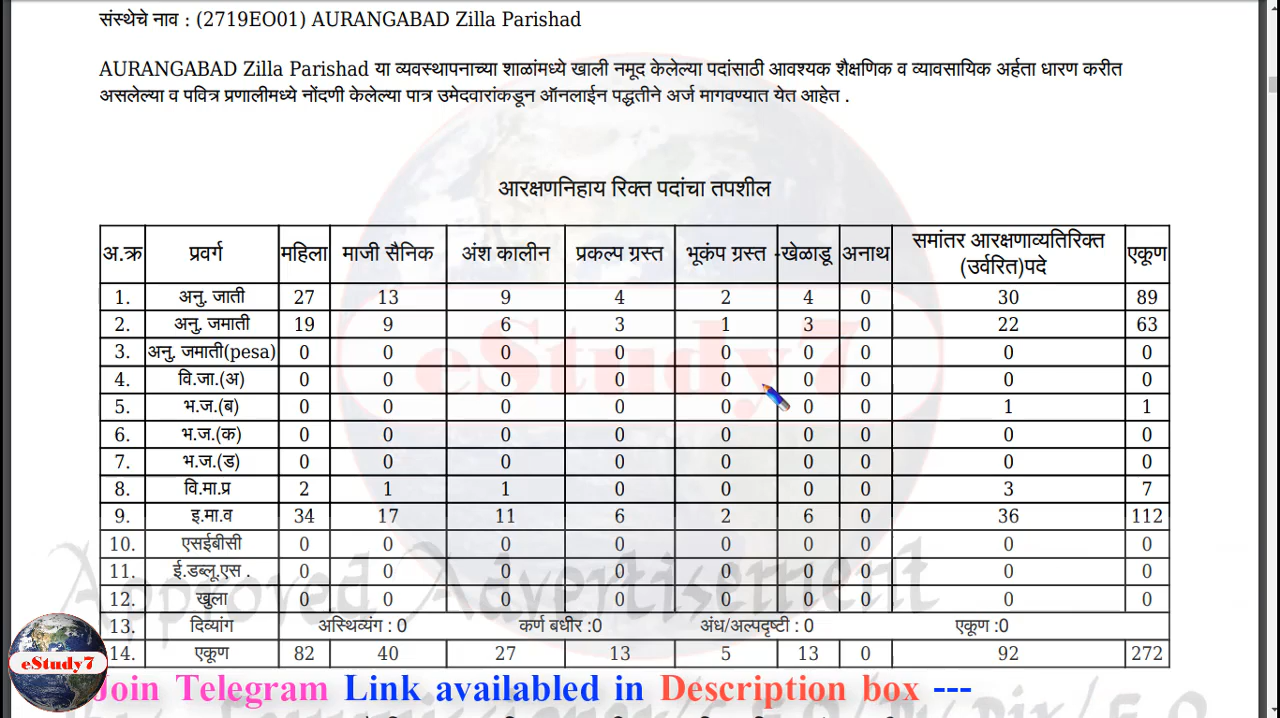 संस्थेचे नाव : (2719EO01) AURANGABAD Zilla Parishad
AURANGABAD Zilla Parishad या व्यवस्थापनाच्या शाळांमध्ये खाली नमूद केलेल्या पदांसाठी आवश्यक शैक्षणिक व व्यावसायिक अर्हता धारण करीत
असलेल्या व पवित्र प्रणालीमध्ये नोंदणी केलेल्या पात्र उमेदवारांकडून ऑनलाईन पद्धतीने अर्ज मागवण्यात येत आहेत .
आरक्षणनिहाय रिक्त पदांचा तपशील
अ.क्र प्रवर्ग महिला माजी सैनिक अंश कालीन प्रकल्प ग्रस्त भूकंप ग्रस्त खेळाडू अनाथ समांतर आरक्षणाव्यतिरिक्त (उर्वरित)पदे एकूण
1. अनु. जाती 27 13 9 4 2 4 0 30 89
2. अनु. जमाती 19 9 6 3 1 3 0 22 63
3. अनु. जमाती(pesa) 0 0 0 0 0 0 0 0 0
4. वि.जा.(अ) 0 0 0 0 0 0 0 0 0
5. भ.ज.(ब) 0 0 0 0 0 0 0 1 1
6. भ.ज.(क) 0 0 0 0 0 0 0 0 0
7. भ.ज.(ड) 0 0 0 0 0 0 0 0 0
8. वि.मा.प्र 2 1 1 0 0 0 0 3 7
9. इ.मा.व 34 17 11 6 2 6 0 36 112
10. एसईबीसी 0 0 0 0 0 0 0 0 0
11. ई.डब्लू.एस . 0 0 0 0 0 0 0 0 0
12. खुला 0 0 0 0 0 0 0 0 0
13. दिव्यांग अस्थिव्यंग : 0 कर्ण बधीर :0 अंध/अल्पदृष्टी : 0 एकूण :0
14. एकूण 82 40 27 13 5 13 0 92 272
eStudy7
Approved Advertisement
eStudy7
Join Telegram Link availabled in Description box ---